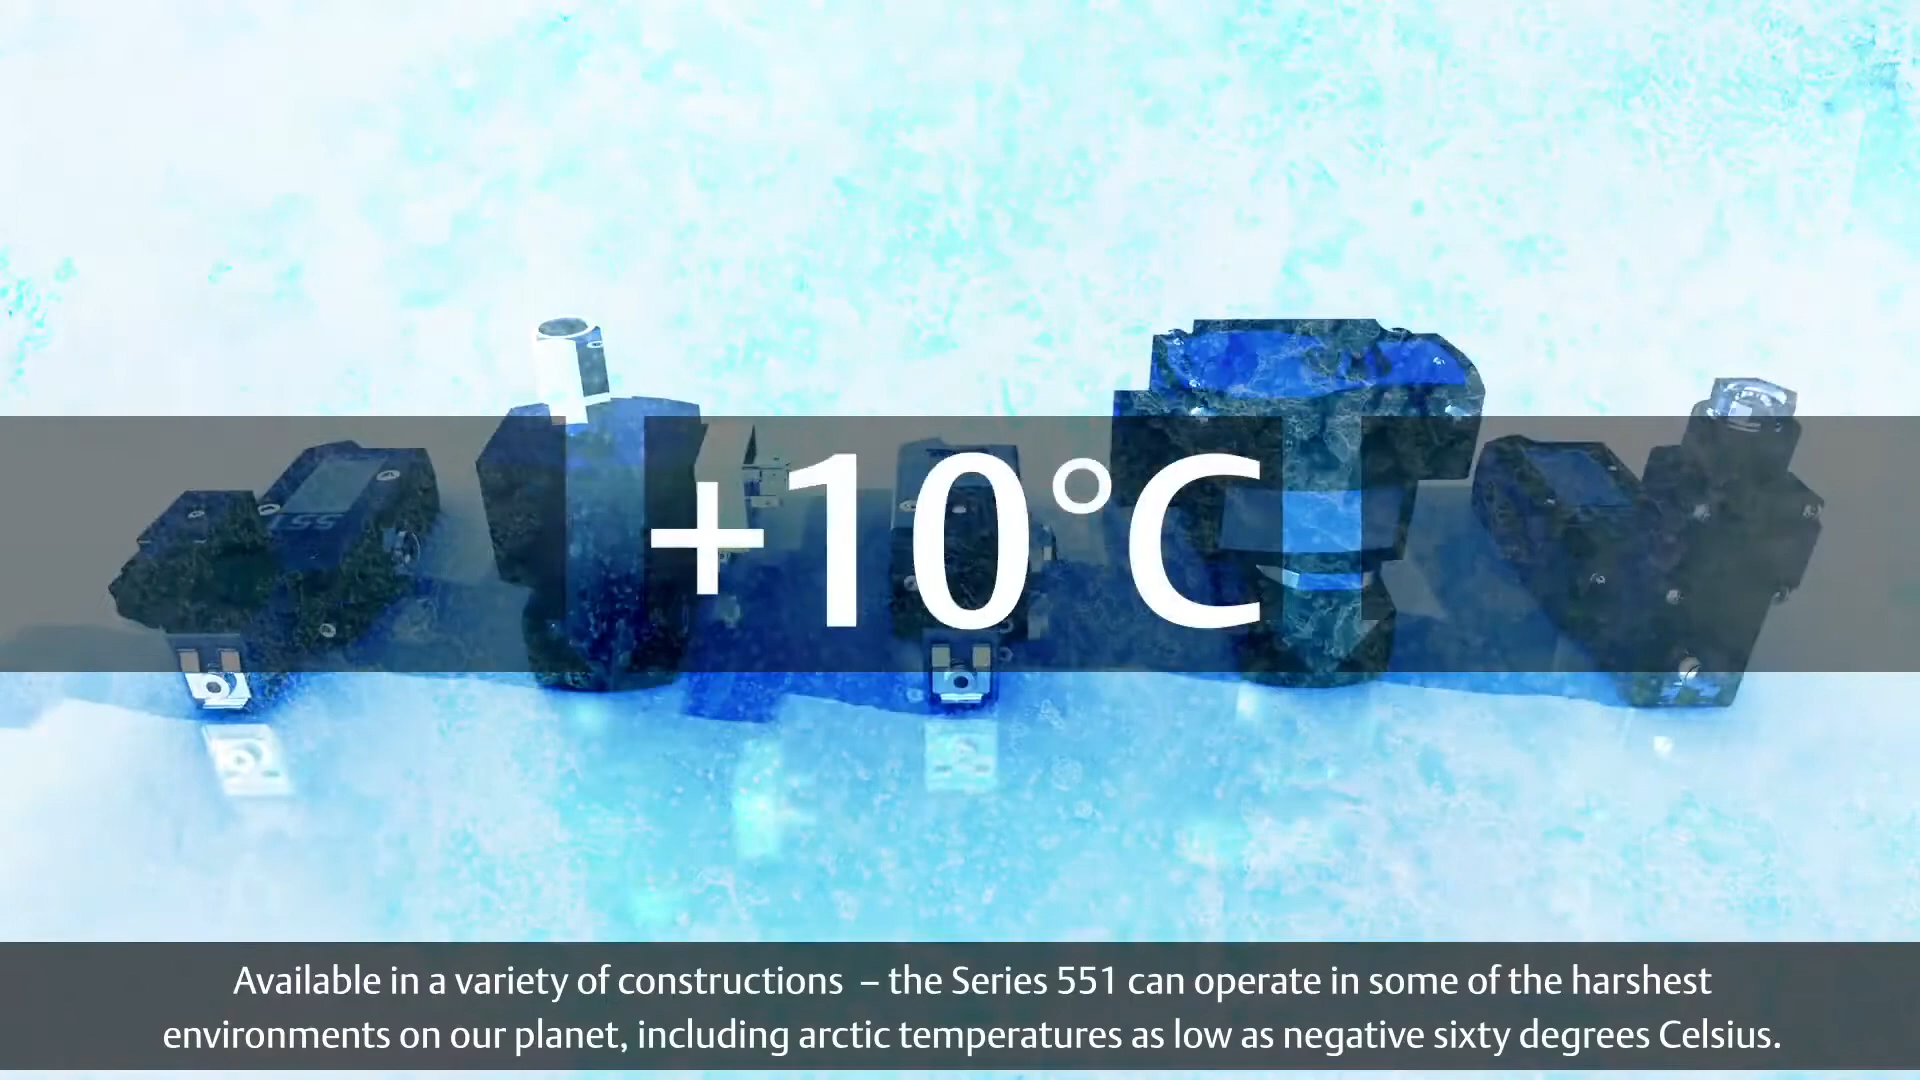 551
+10°C
Available in a variety of constructions – the Series 551 can operate in some of the harshest
environments on our planet, including arctic temperatures as low as negative sixty degrees Celsius.